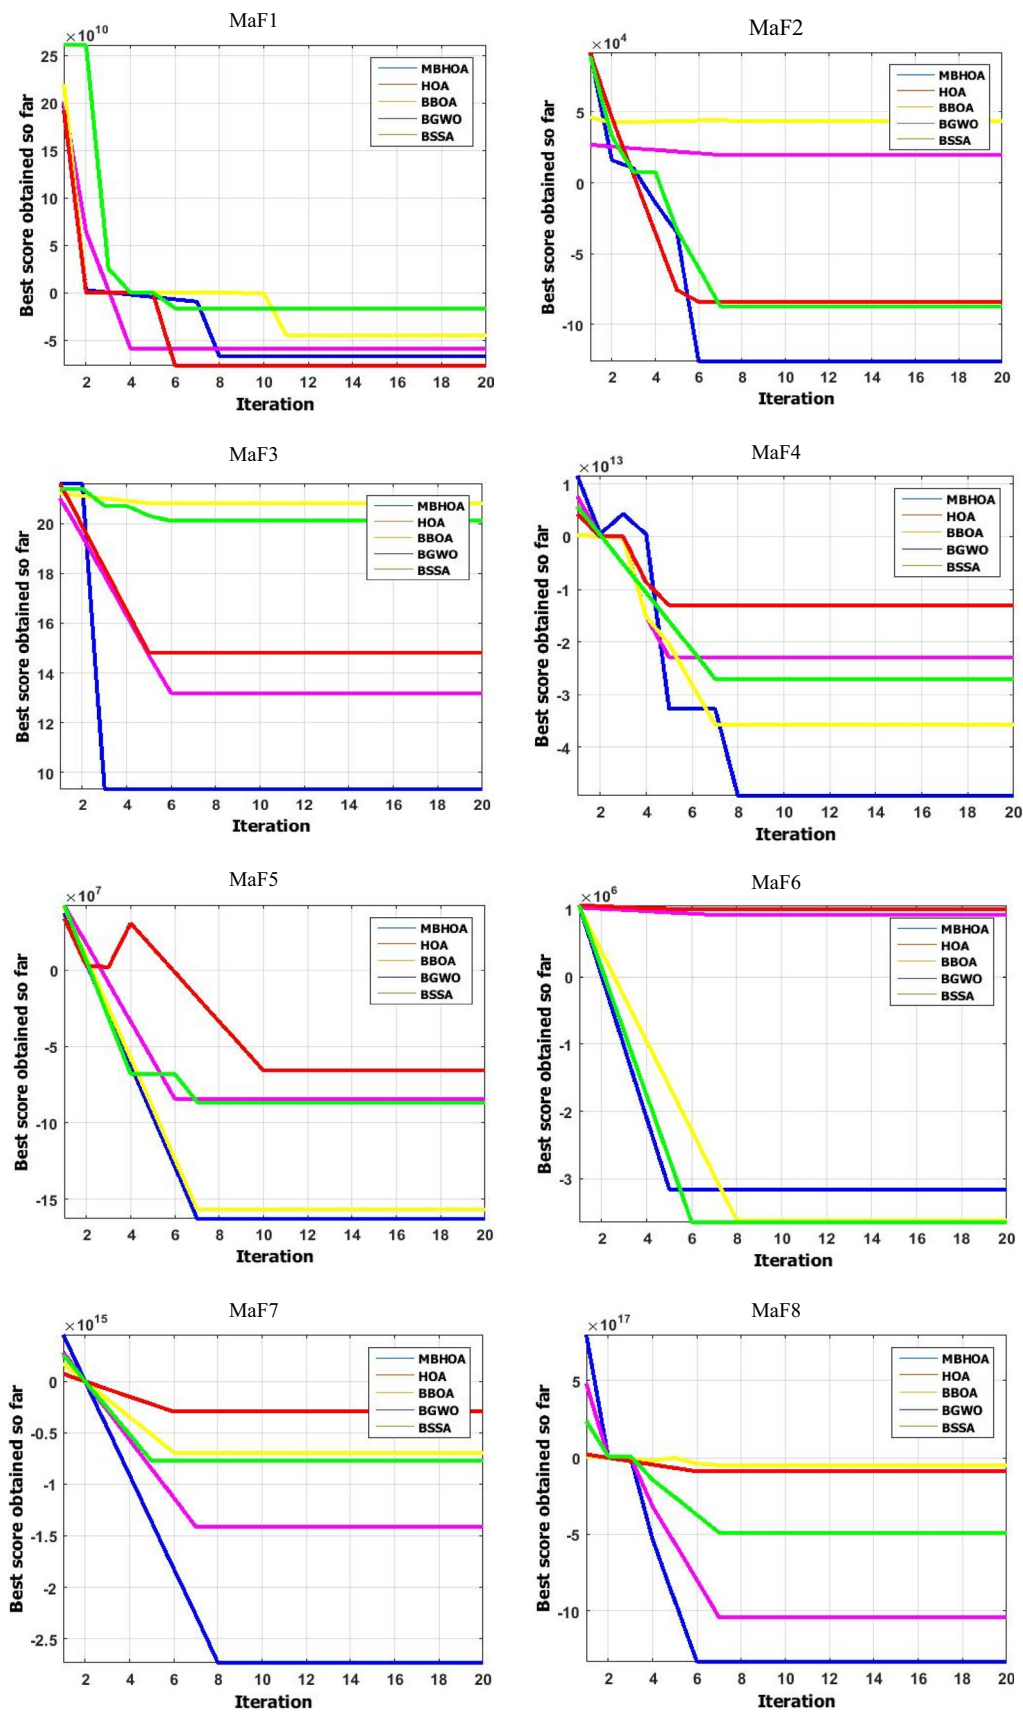 MaF1
×10^10
Best score obtained so far
25
20
15
10
5
0
-5
2 4 6 8 10 12 14 16 18 20
Iteration
MBHOA
HOA
BBOA
BGWO
BSSA
MaF2
×10^4
Best score obtained so far
5
0
-5
-10
2 4 6 8 10 12 14 16 18 20
Iteration
MBHOA
HOA
BBOA
BGWO
BSSA
MaF3
Best score obtained so far
20
18
16
14
12
10
2 4 6 8 10 12 14 16 18 20
Iteration
MBHOA
HOA
BBOA
BGWO
BSSA
MaF4
×10^13
Best score obtained so far
1
0
-1
-2
-3
-4
2 4 6 8 10 12 14 16 18 20
Iteration
MBHOA
HOA
BBOA
BGWO
BSSA
MaF5
×10^7
Best score obtained so far
0
-5
-10
-15
2 4 6 8 10 12 14 16 18 20
Iteration
MBHOA
HOA
BBOA
BGWO
BSSA
MaF6
×10^6
Best score obtained so far
1
0
-1
-2
-3
2 4 6 8 10 12 14 16 18 20
Iteration
MBHOA
HOA
BBOA
BGWO
BSSA
MaF7
×10^15
Best score obtained so far
0
-0.5
-1
-1.5
-2
-2.5
2 4 6 8 10 12 14 16 18 20
Iteration
MBHOA
HOA
BBOA
BGWO
BSSA
MaF8
×10^17
Best score obtained so far
5
0
-5
-10
2 4 6 8 10 12 14 16 18 20
Iteration
MBHOA
HOA
BBOA
BGWO
BSSA